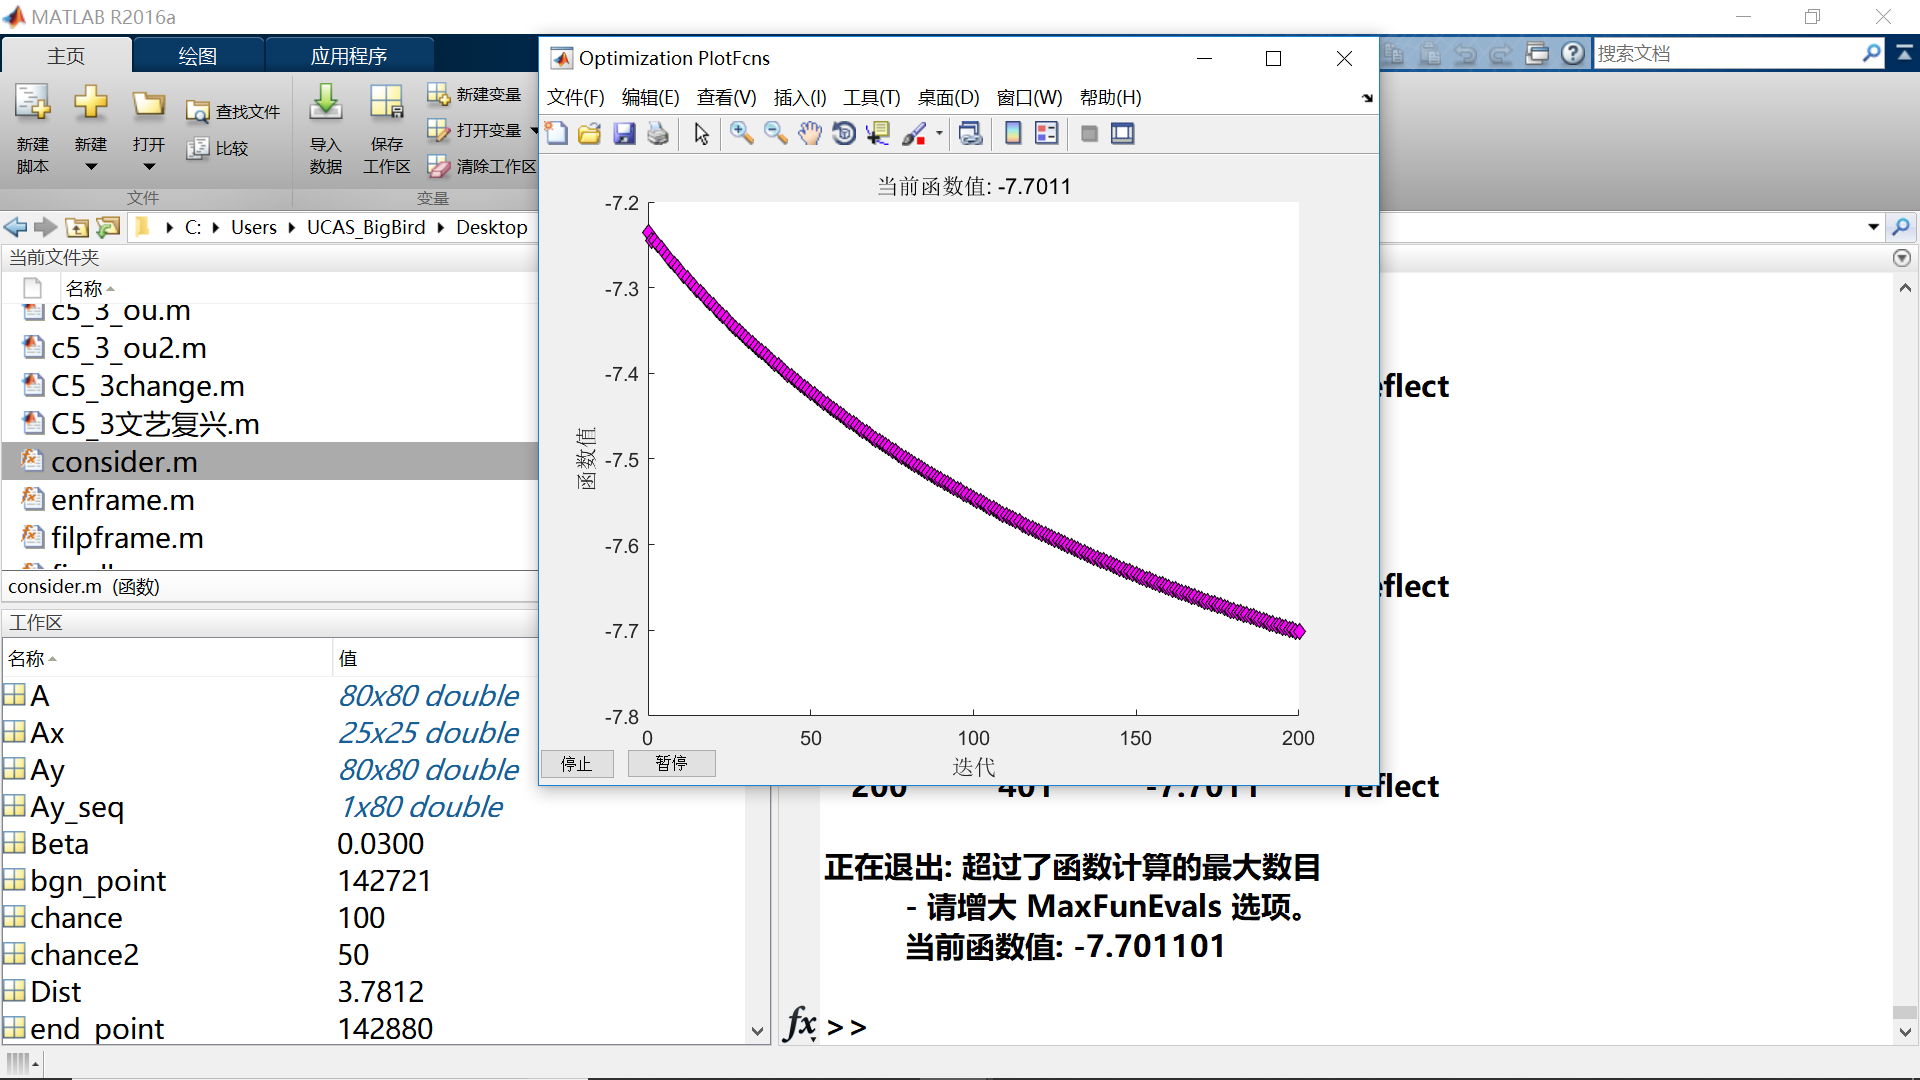 MATLAB R2016a
主页
绘图
应用程序
搜索文档
新建
脚本
新建
打开
查找文件
比较
导入
数据
保存
工作区
新建变量
打开变量
清除工作区
文件
变量
C:
Users
UCAS_BigBird
Desktop
当前文件夹
名称
c5_3_ou.m
c5_3_ou2.m
C5_3change.m
C5_3文艺复兴.m
consider.m
enframe.m
filpframe.m
consider.m (函数)
工作区
名称
值
A
80x80 double
Ax
25x25 double
Ay
80x80 double
Ay_seq
1x80 double
Beta
0.0300
bgn_point
142721
chance
100
chance2
50
Dist
3.7812
end_point
142880
Optimization PlotFcns
文件(F) 编辑(E) 查看(V) 插入(I) 工具(T) 桌面(D) 窗口(W) 帮助(H)
当前函数值: -7.7011
-7.2
-7.3
-7.4
-7.5
-7.6
-7.7
-7.8
函数值
0
50
100
150
200
迭代
停止
暂停
eflect
eflect
200 401 -7.7011 reflect
正在退出: 超过了函数计算的最大数目
- 请增大 MaxFunEvals 选项。
当前函数值: -7.701101
fx >>